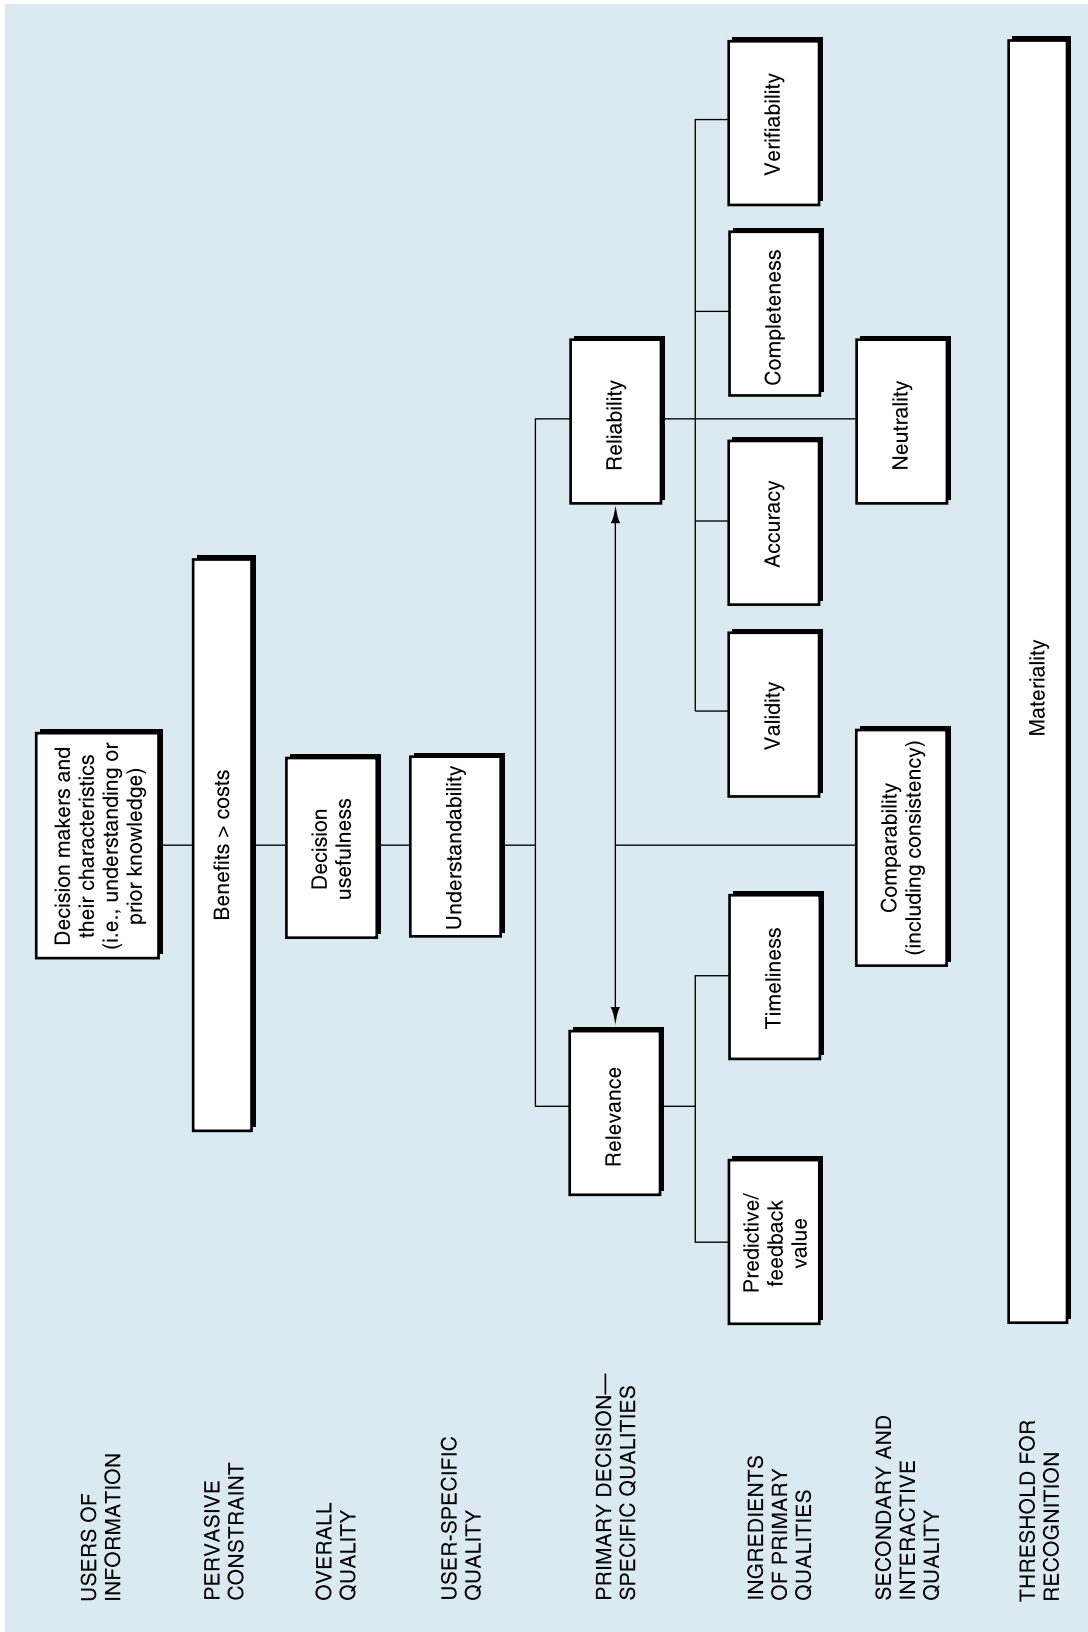 USERS OF
INFORMATION
Decision makers and
their characteristics
(i.e., understanding or
prior knowledge)
PERVASIVE
CONSTRAINT
Benefits > costs
OVERALL
QUALITY
Decision
usefulness
USER-SPECIFIC
QUALITY
Understandability
PRIMARY DECISION—
SPECIFIC QUALITIES
Relevance
Reliability
INGREDIENTS
OF PRIMARY
QUALITIES
Predictive/
feedback
value
Timeliness
Validity
Accuracy
Completeness
Verifiability
SECONDARY AND
INTERACTIVE
QUALITY
Comparability
(including consistency)
Neutrality
THRESHOLD FOR
RECOGNITION
Materiality